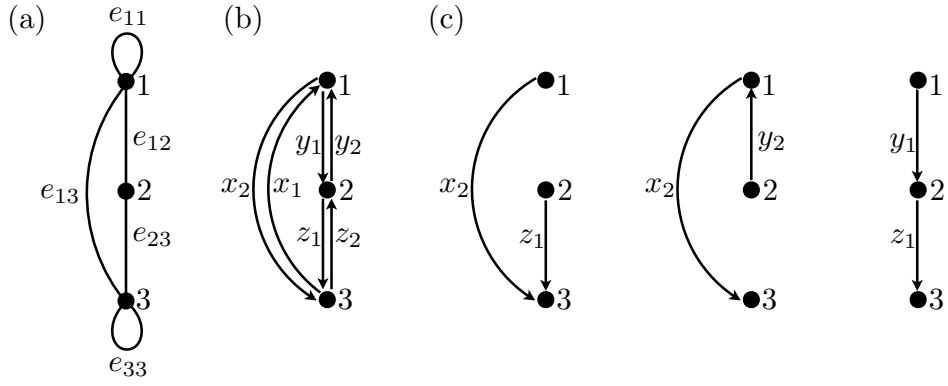 (a)
e₁₁
1
e₁₂
e₁₃
2
e₂₃
3
e₃₃
(b)
1
y₁ y₂
x₂ x₁ 2
z₁ z₂
3
(c)
1
x₂ 2
z₁
3
1
y₂
x₂ 2
3
1
y₁
2
z₁
3